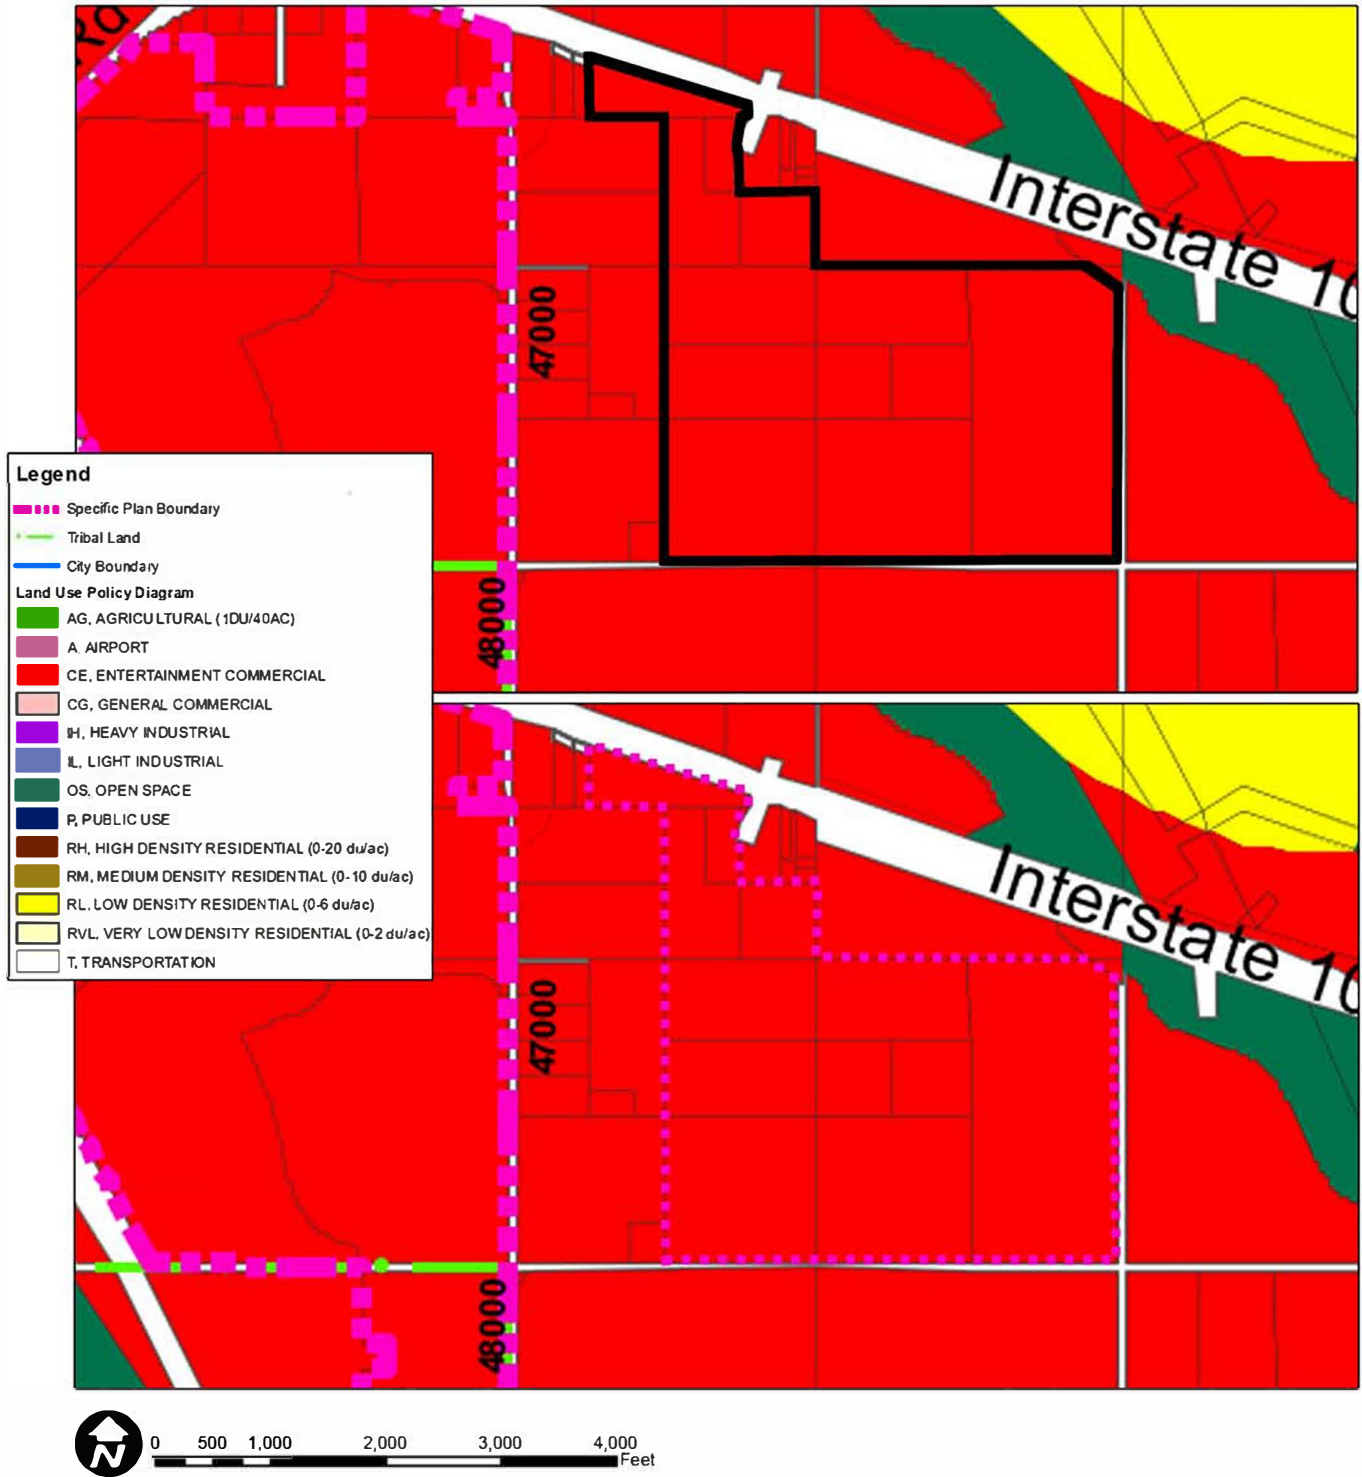 Rd
Interstate 10
47000
48000
Legend
Specific Plan Boundary
Tribal Land
City Boundary
Land Use Policy Diagram
AG, AGRICULTURAL (1DU/40AC)
A. AIRPORT
CE, ENTERTAINMENT COMMERCIAL
CG, GENERAL COMMERCIAL
IH, HEAVY INDUSTRIAL
IL, LIGHT INDUSTRIAL
OS, OPEN SPACE
P, PUBLIC USE
RH, HIGH DENSITY RESIDENTIAL (0-20 du/ac)
RM, MEDIUM DENSITY RESIDENTIAL (0-10 du/ac)
RL, LOW DENSITY RESIDENTIAL (0-6 du/ac)
RVL, VERY LOW DENSITY RESIDENTIAL (0-2 du/ac)
T, TRANSPORTATION
Interstate 10
47000
48000
N
0 500 1,000 2,000 3,000 4,000
Feet